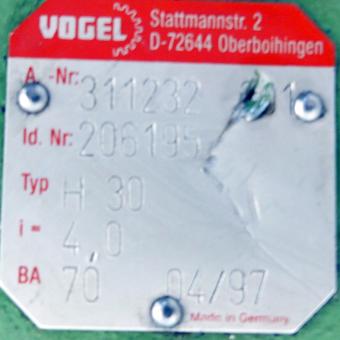 VOGEL Stattmannstr. 2
D-72644 Oberboihingen
A.-Nr: 311232 1
Id. Nr: 206195
Typ H 30
i = 4,0
BA 70 04/97
Made in Germany